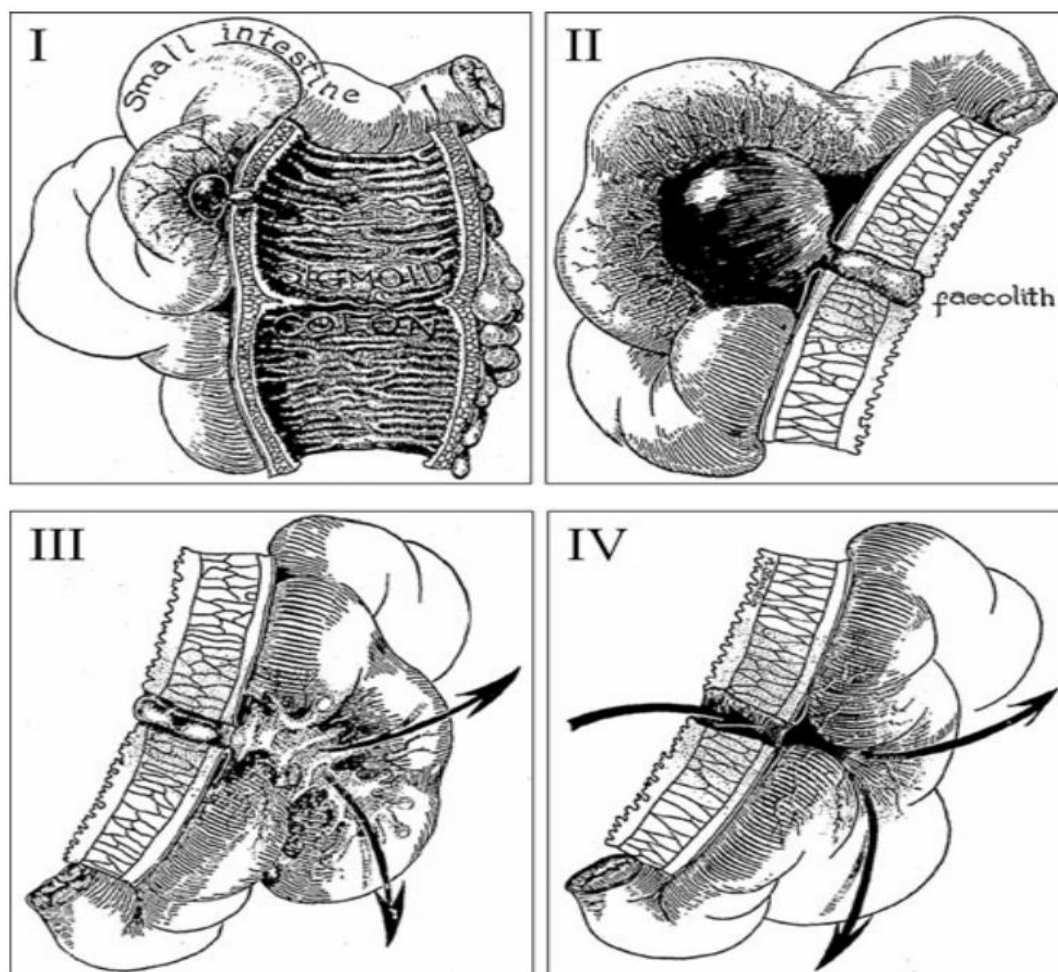 I
Small intestine
SIGMOID
COLON
II
faecolith
III
IV